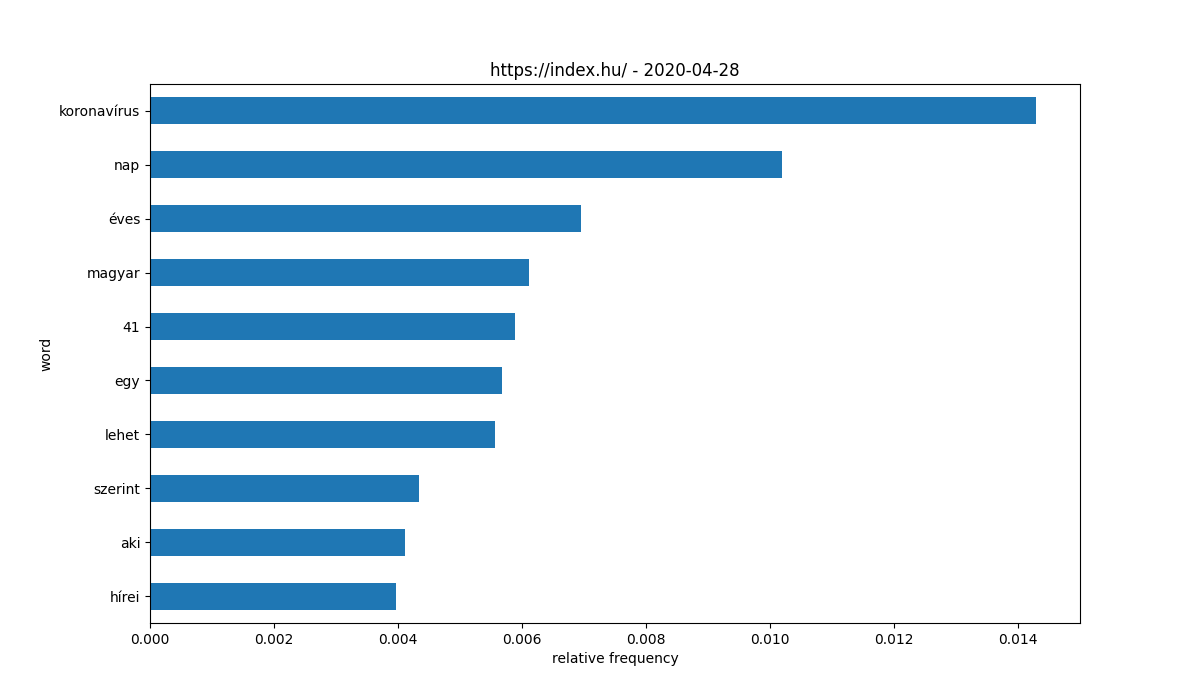 https://index.hu/ - 2020-04-28
koronavírus
nap
éves
magyar
41
egy
lehet
szerint
aki
hírei
word
0.000 0.002 0.004 0.006 0.008 0.010 0.012 0.014
relative frequency